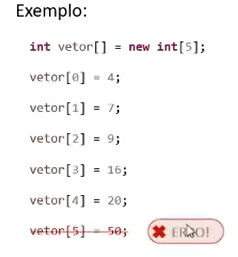 Exemplo:
int vetor[] = new int[5];
vetor[0] = 4;
vetor[1] = 7;
vetor[2] = 9;
vetor[3] = 16;
vetor[4] = 20;
vetor[5] = 50; ERRO!